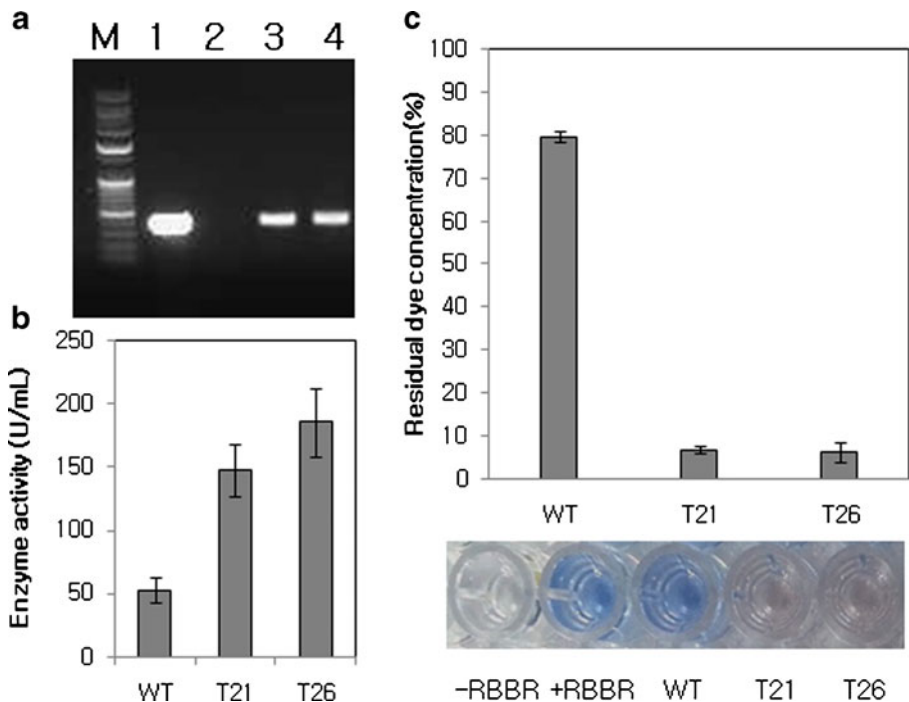 a
M 1 2 3 4
b
Enzyme activity (U/mL)
250
200
150
100
50
0
WT T21 T26
c
Residual dye concentration(%)
100
90
80
70
60
50
40
30
20
10
0
WT T21 T26
-RBBR +RBBR WT T21 T26